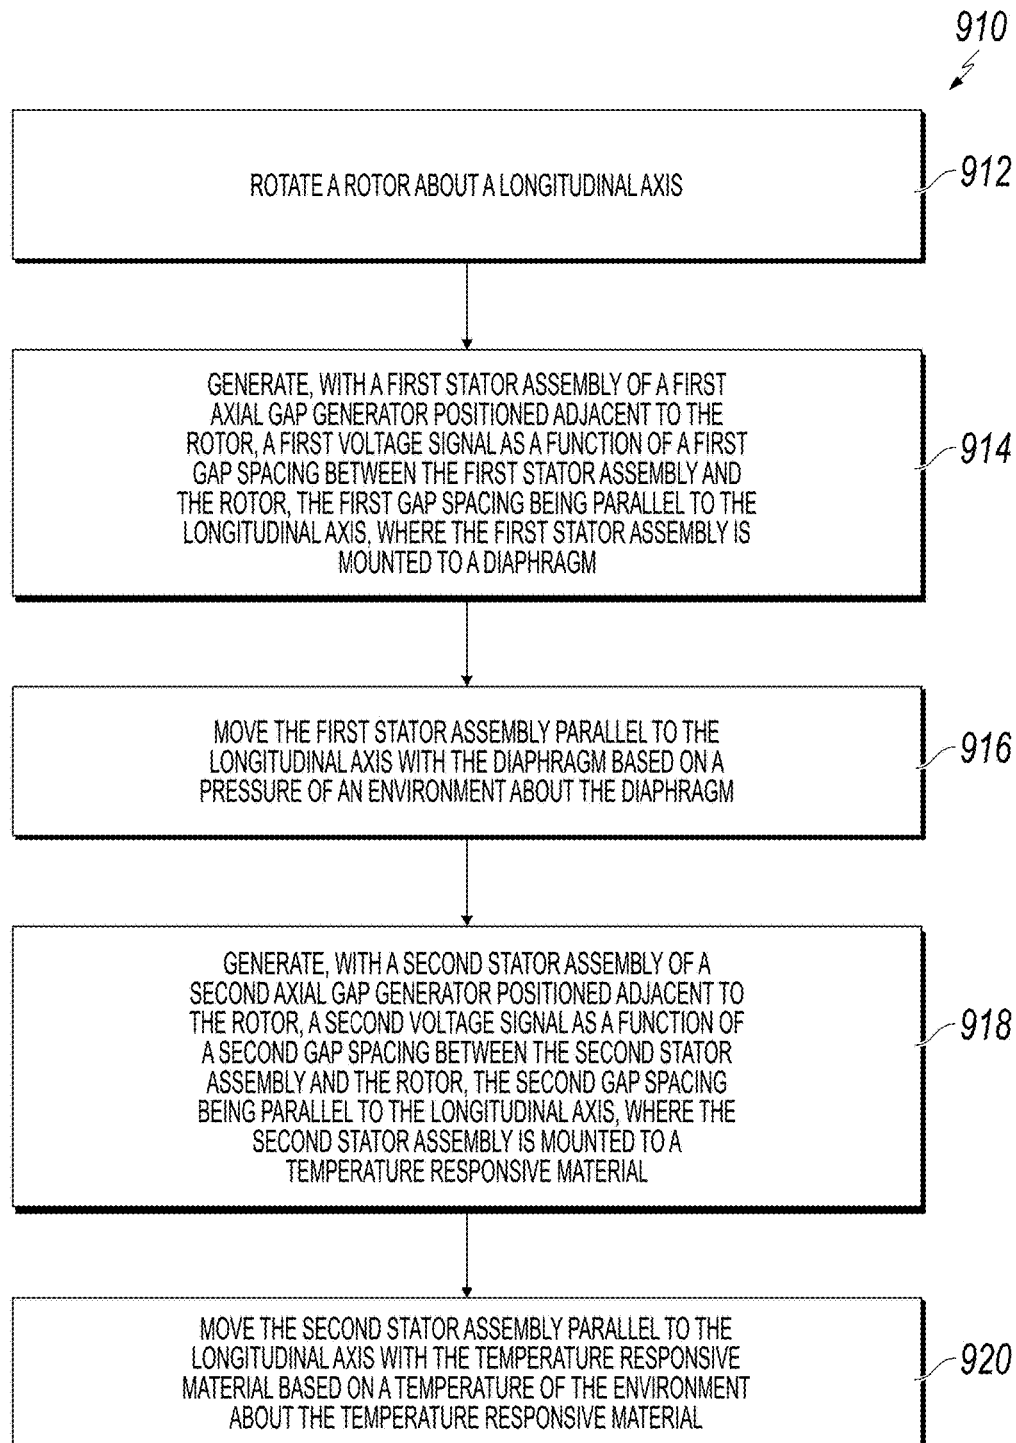 910
ROTATE A ROTOR ABOUT A LONGITUDINAL AXIS
912
GENERATE, WITH A FIRST STATOR ASSEMBLY OF A FIRST
AXIAL GAP GENERATOR POSITIONED ADJACENT TO THE
ROTOR, A FIRST VOLTAGE SIGNAL AS A FUNCTION OF A FIRST
GAP SPACING BETWEEN THE FIRST STATOR ASSEMBLY AND
THE ROTOR, THE FIRST GAP SPACING BEING PARALLEL TO THE
LONGITUDINAL AXIS, WHERE THE FIRST STATOR ASSEMBLY IS
MOUNTED TO A DIAPHRAGM
914
MOVE THE FIRST STATOR ASSEMBLY PARALLEL TO THE
LONGITUDINAL AXIS WITH THE DIAPHRAGM BASED ON A
PRESSURE OF AN ENVIRONMENT ABOUT THE DIAPHRAGM
916
GENERATE, WITH A SECOND STATOR ASSEMBLY OF A
SECOND AXIAL GAP GENERATOR POSITIONED ADJACENT TO
THE ROTOR, A SECOND VOLTAGE SIGNAL AS A FUNCTION OF
A SECOND GAP SPACING BETWEEN THE SECOND STATOR
ASSEMBLY AND THE ROTOR, THE SECOND GAP SPACING
BEING PARALLEL TO THE LONGITUDINAL AXIS, WHERE THE
SECOND STATOR ASSEMBLY IS MOUNTED TO A
TEMPERATURE RESPONSIVE MATERIAL
918
MOVE THE SECOND STATOR ASSEMBLY PARALLEL TO THE
LONGITUDINAL AXIS WITH THE TEMPERATURE RESPONSIVE
MATERIAL BASED ON A TEMPERATURE OF THE ENVIRONMENT
ABOUT THE TEMPERATURE RESPONSIVE MATERIAL
920